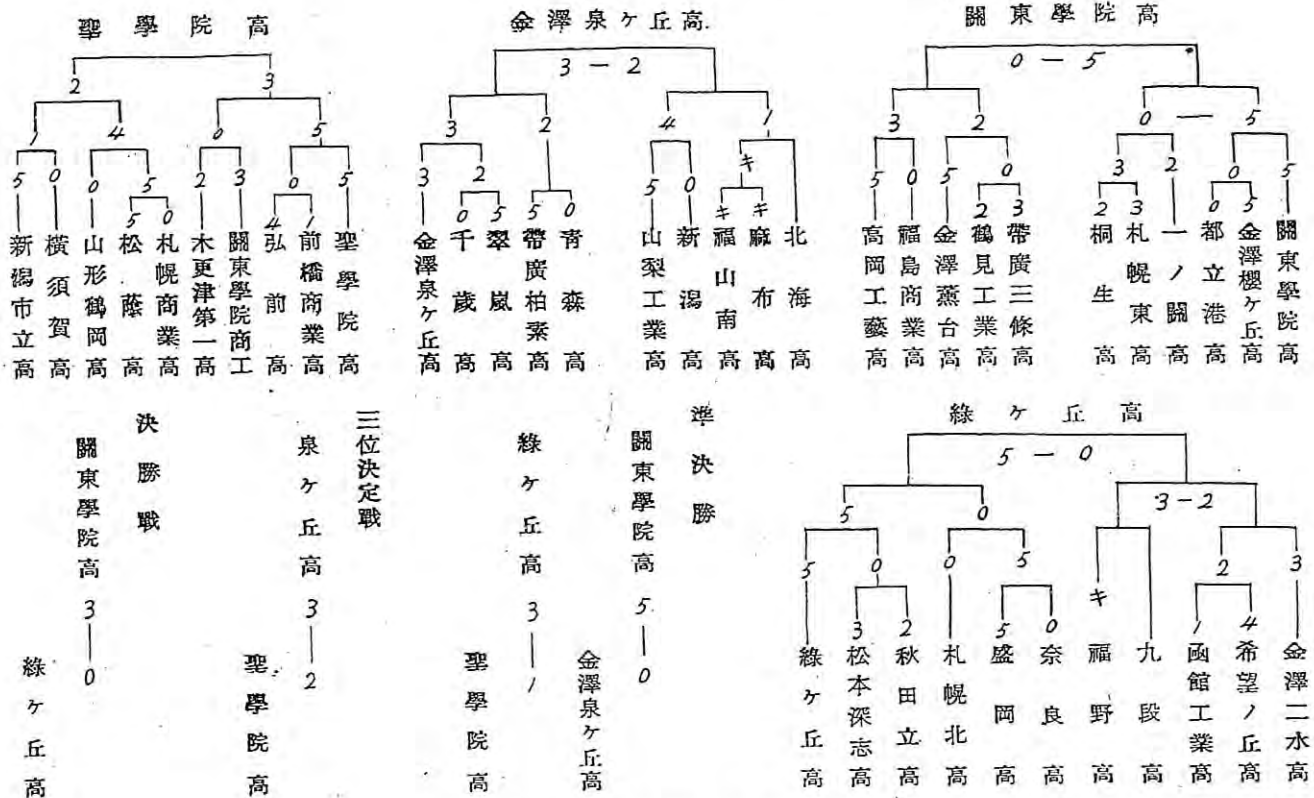 聖學院高
2 3
1 4 0 5
5 0 0 5 2 3 0 5
5 0 4 1
新潟市立高
横須賀高
山形鶴岡高
松蔭高
札幌商業高
木更津第一高
關東學院商工
弘前高
前橋商業高
聖學院高
金澤泉ヶ丘高
3－2
3 2 4 1
3 2 5 0 キ
0 5 5 0 キ キ
金澤泉ヶ丘高
千歳高
翠嵐高
帶廣柏葉高
青森高
山梨工業高
新潟高
福山南高
麻布高
北海高
關東學院高
0－5
3 2 0－5
5 0 5 0 3 2 0 5
2 3 2 3 0 5
高岡工藝高
福島商業高
金澤薫台高
鶴見工業高
帶廣三條高
桐生高
札幌東高
一ノ關高
都立港高
金澤櫻ヶ丘高
關東學院高
綠ヶ丘高
5－0
5 0 3－2
5 0 0 5 キ 2 3
3 2 5 0 1 4
綠ヶ丘高
松本深志高
秋田立高
札幌北高
盛岡高
奈良高
福野高
九段高
函館工業高
希望ノ丘高
金澤二水高
準決勝
關東學院高 5－0 金澤泉ヶ丘高
綠ヶ丘高 3－1 聖學院高
三位決定戰
泉ヶ丘高 3－2 聖學院高
決勝戰
關東學院高 3－0 綠ヶ丘高